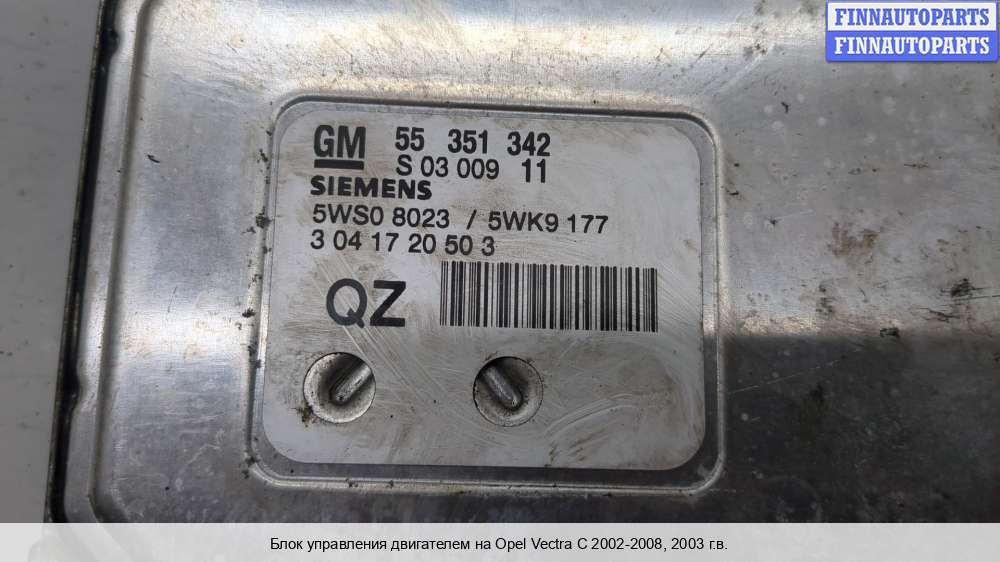 FINNAUTOPARTS
FINNAUTOPARTS
GM 55 351 342
S 03 009 11
SIEMENS
5WS0 8023 / 5WK9 177
3 04 17 20 50 3
QZ
Блок управления двигателем на Opel Vectra C 2002-2008, 2003 г.в.